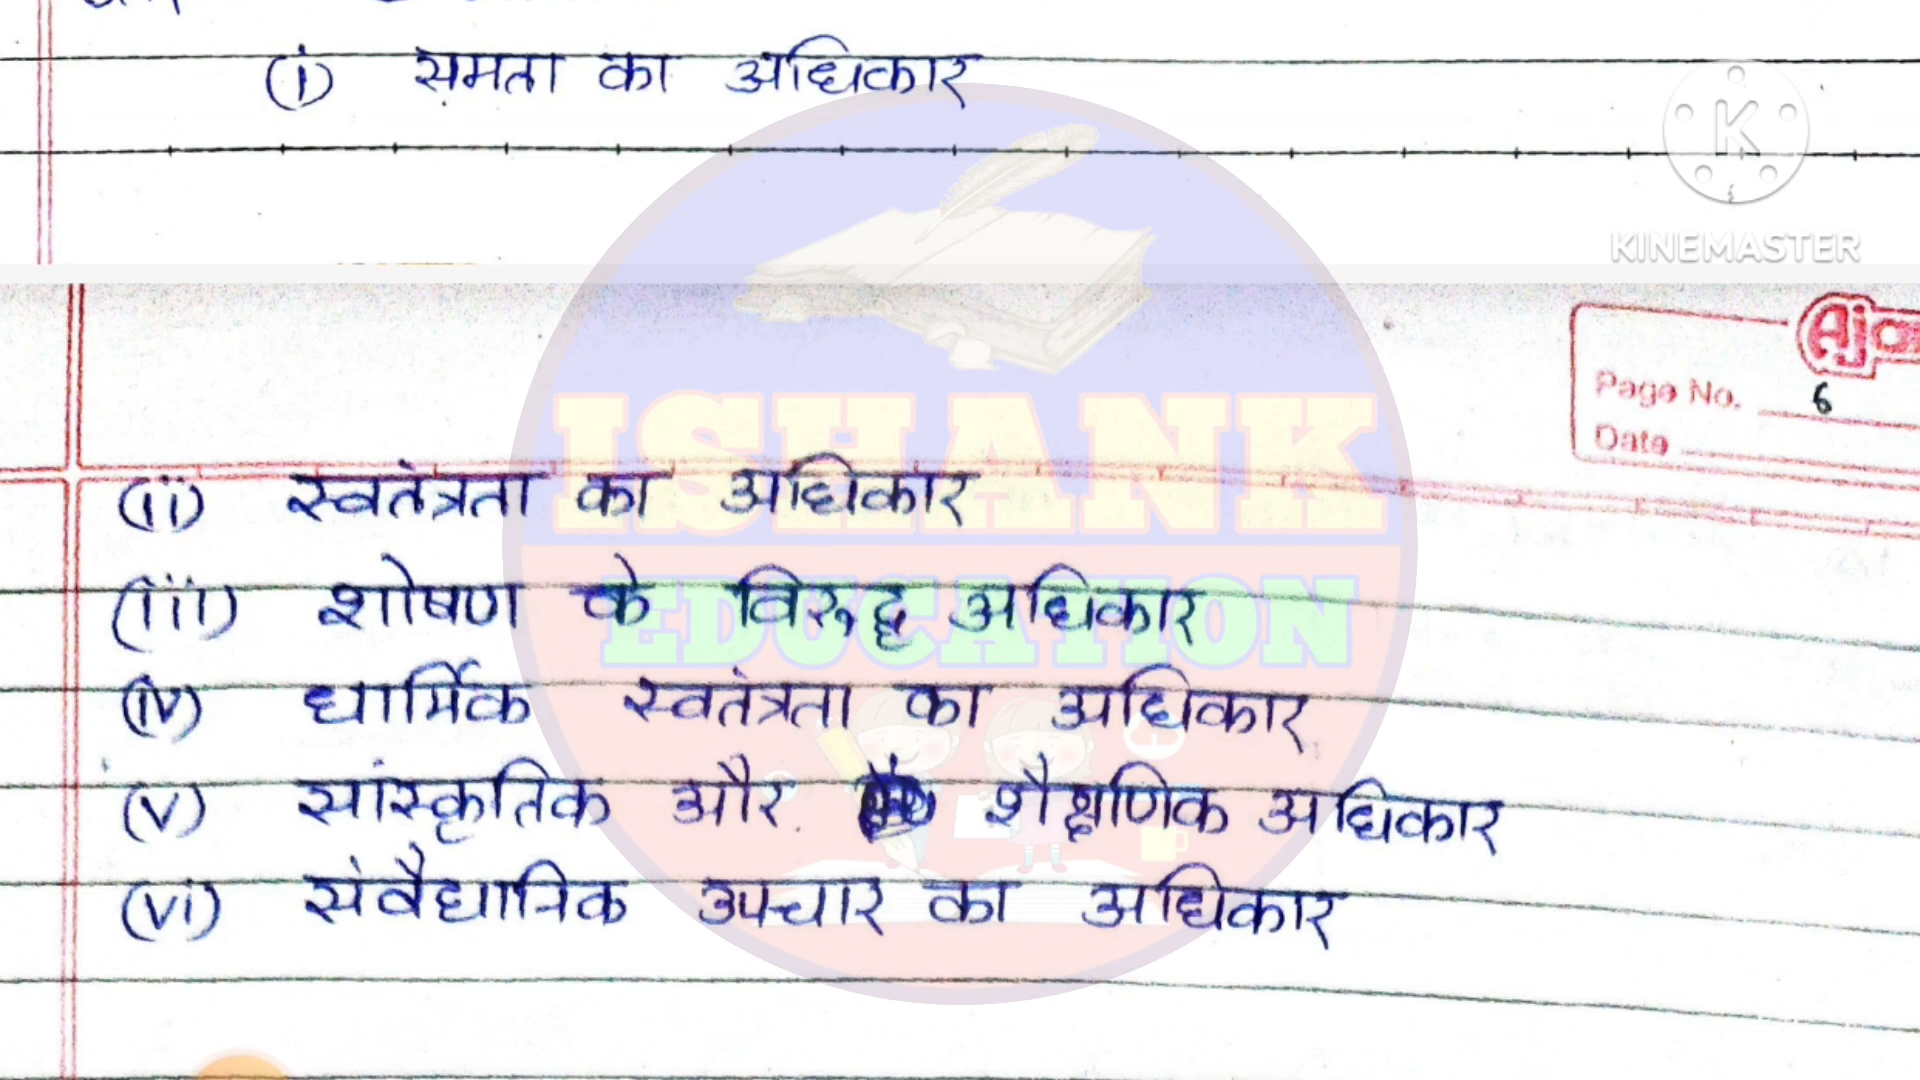 (i) समता का अधिकार
KINEMASTER
Page No. 6
Date
ISHANK
(ii) स्वतंत्रता का अधिकार
EDUCATION
(iii) शोषण के विरुद्ध अधिकार
(iv) धार्मिक स्वतंत्रता का अधिकार
(v) सांस्कृतिक और शैक्षणिक अधिकार
(vi) संवैधानिक उपचार का अधिकार